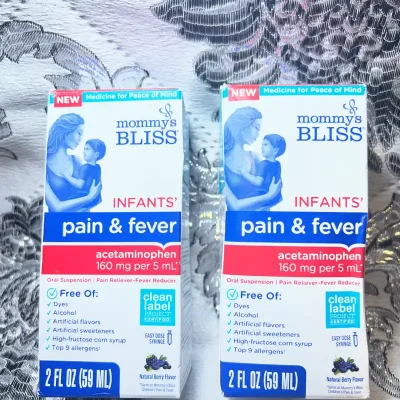 NEW Medicine for Peace of Mind
mommy's
BLISS
INFANTS'
pain & fever
acetaminophen
160 mg per 5 mL*
Oral Suspension | Pain Reliever-Fever Reducer
Free Of:
✓ Dyes
✓ Alcohol
✓ Artificial flavors
✓ Artificial sweeteners
✓ High-fructose corn syrup
✓ Top 9 allergens†
clean
label
PROJECT
CERTIFIED
EASY DOSE
SYRINGE
2 FL OZ (59 mL)
Natural Berry Flavor
NEW Medicine for Peace of Mind
mommy's
BLISS
INFANTS'
pain & fever
acetaminophen
160 mg per 5 mL*
Oral Suspension / Pain Reliever-Fever Reducer
Free Of:
✓ Dyes
✓ Alcohol
✓ Artificial flavors
✓ Artificial sweeteners
✓ High-fructose corn syrup
✓ Top 9 allergens†
clean
label
PROJECT
CERTIFIED
EASY DOSE
SYRINGE
2 FL OZ (59 mL)
Natural Berry Flavor